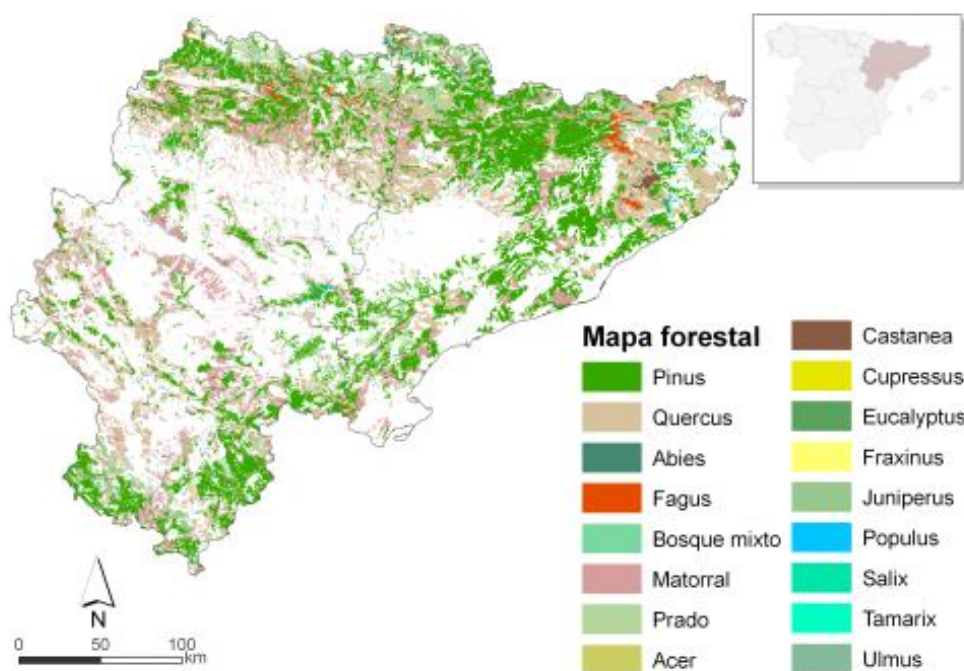 Mapa forestal
Pinus
Quercus
Abies
Fagus
Bosque mixto
Matorral
Prado
Acer
Castanea
Cupressus
Eucalyptus
Fraxinus
Juniperus
Populus
Salix
Tamarix
Ulmus
N
0 50 100
km